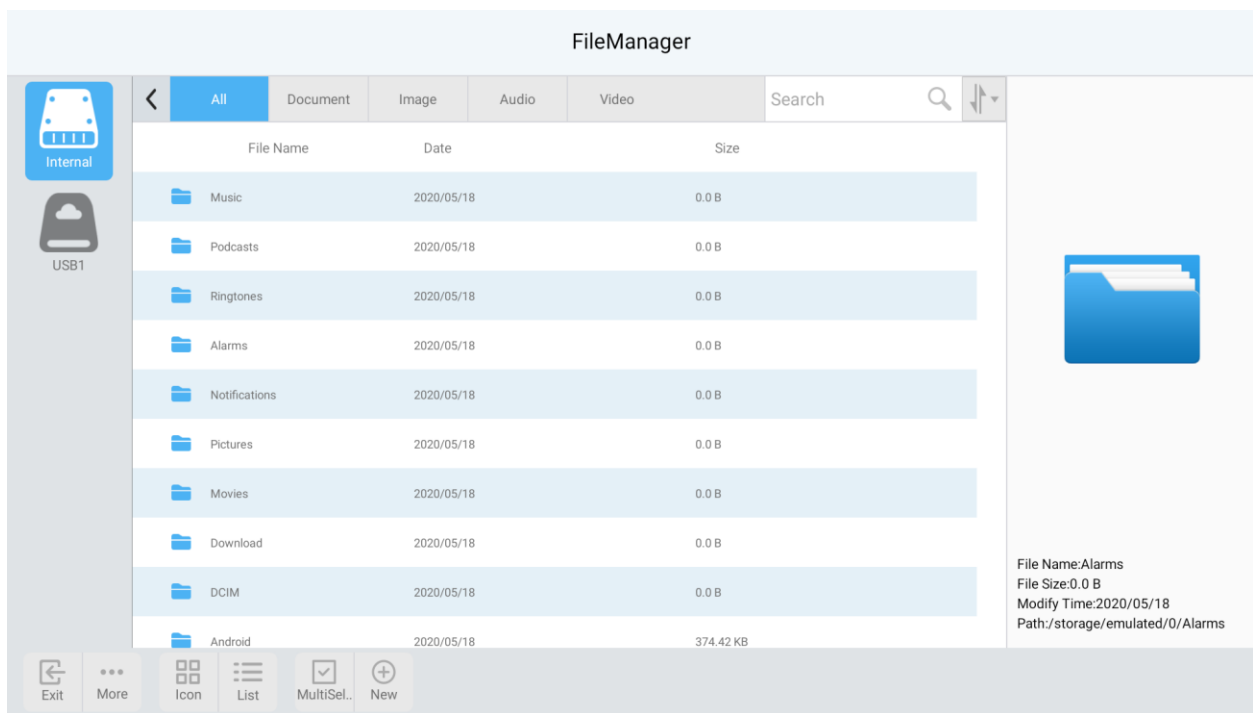 FileManager
Internal
USB1
All Document Image Audio Video Search
File Name Date Size
Music 2020/05/18 0.0 B
Podcasts 2020/05/18 0.0 B
Ringtones 2020/05/18 0.0 B
Alarms 2020/05/18 0.0 B
Notifications 2020/05/18 0.0 B
Pictures 2020/05/18 0.0 B
Movies 2020/05/18 0.0 B
Download 2020/05/18 0.0 B
DCIM 2020/05/18 0.0 B
Android 2020/05/18 374.42 KB
File Name:Alarms
File Size:0.0 B
Modify Time:2020/05/18
Path:/storage/emulated/0/Alarms
Exit More Icon List MultiSel.. New